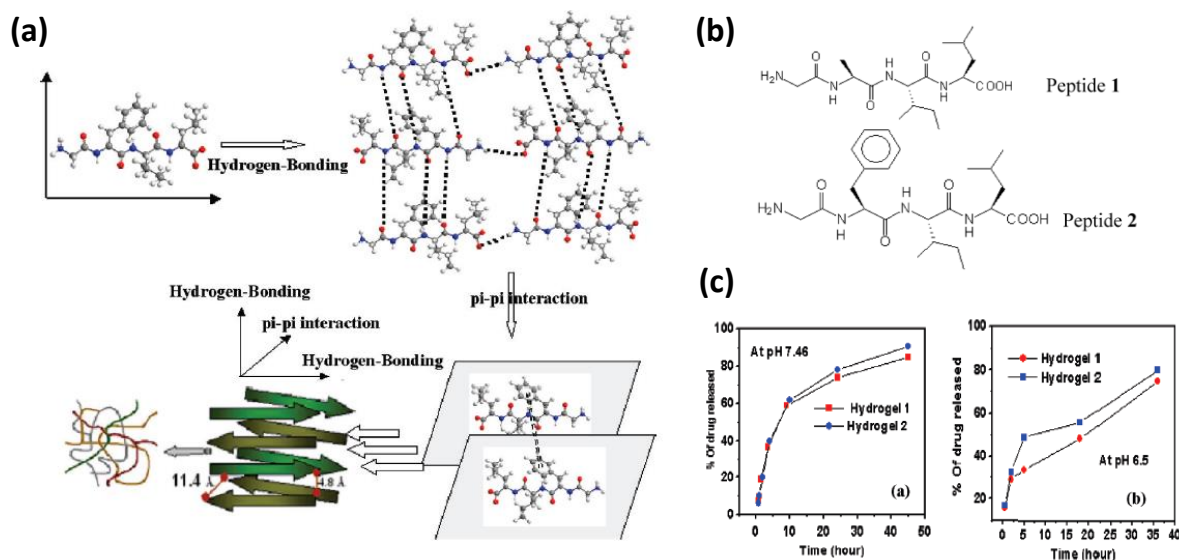 (a)
Hydrogen-Bonding
pi-pi interaction
Hydrogen-Bonding
pi-pi interaction
Hydrogen-Bonding
11.4 Å
4.8 Å
(b)
H₂N
O
N
H
O
H
N
O
N
H
COOH
Peptide 1
H₂N
O
N
H
O
H
N
O
N
H
COOH
Peptide 2
(c)
% Of drug released
100
80
60
40
20
0
At pH 7.46
Hydrogel 1
Hydrogel 2
(a)
0 10 20 30 40 50
Time (hour)
% Of drug released
100
80
60
40
20
Hydrogel 1
Hydrogel 2
At pH 6.5
(b)
0 5 10 15 20 25 30 35 40
Time (hour)